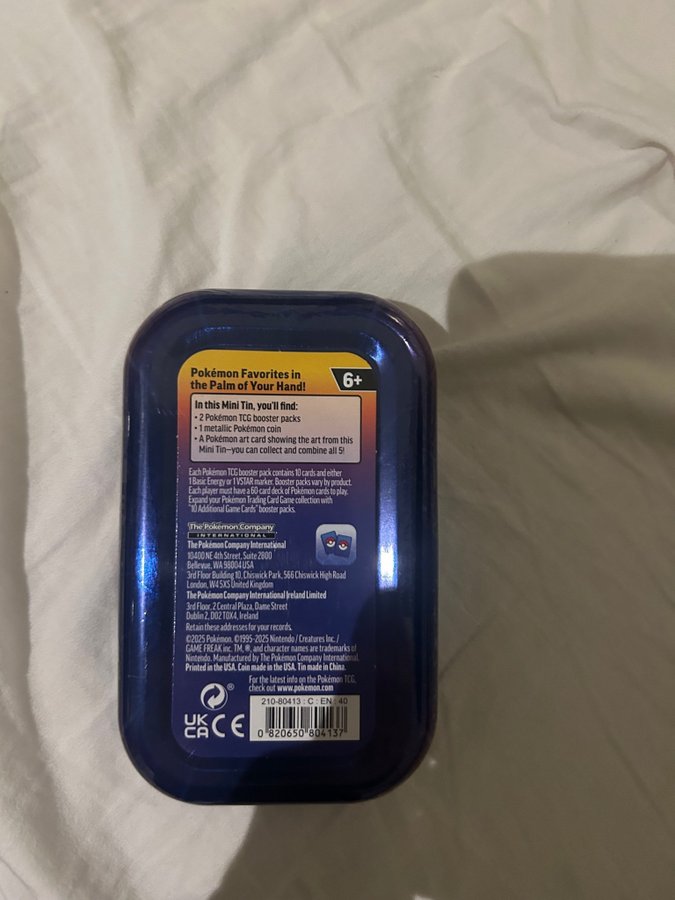 Pokémon Favorites in
the Palm of Your Hand!
6+
In this Mini Tin, you'll find:
• 2 Pokémon TCG booster packs
• 1 metallic Pokémon coin
• A Pokémon art card showing the art from this
Mini Tin—you can collect and combine all 5!
Each Pokémon TCG booster pack contains 10 cards and either
1 Basic Energy or 1 VSTAR marker. Booster packs vary by product.
Each player must have a 60-card deck of Pokémon cards to play.
Expand your Pokémon Trading Card Game collection with
"10 Additional Game Cards" booster packs.
The Pokémon Company
INTERNATIONAL
The Pokémon Company International
10400 NE 4th Street, Suite 2800
Bellevue, WA 98004 USA
3rd Floor Building 10, Chiswick Park, 566 Chiswick High Road
London, W4 5XS United Kingdom
The Pokémon Company International Ireland Limited
3rd Floor, 2 Central Plaza, Dame Street
Dublin 2, D02 T0X4, Ireland
Retain these addresses for your records.
©2025 Pokémon. ©1995-2025 Nintendo / Creatures Inc. /
GAME FREAK inc. TM, ®, and character names are trademarks of
Nintendo. Manufactured by The Pokémon Company International.
Printed in the USA. Coin made in the USA. Tin made in China.
For the latest info on the Pokémon TCG,
check out www.pokemon.com
®
UK
CA CE
210-80413 : C : EN : 40
0 820650 804137